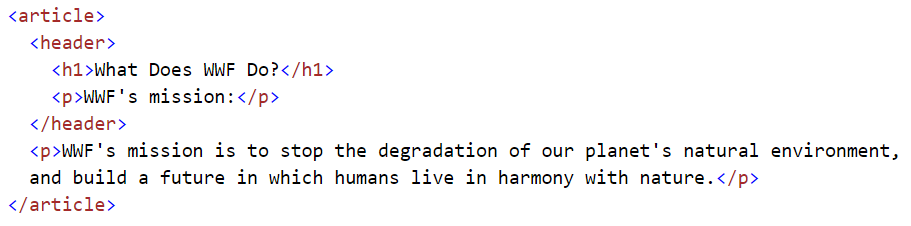 <article>
<header>
<h1>What Does WWF Do?</h1>
<p>WWF's mission:</p>
</header>
<p>WWF's mission is to stop the degradation of our planet's natural environment,
and build a future in which humans live in harmony with nature.</p>
</article>